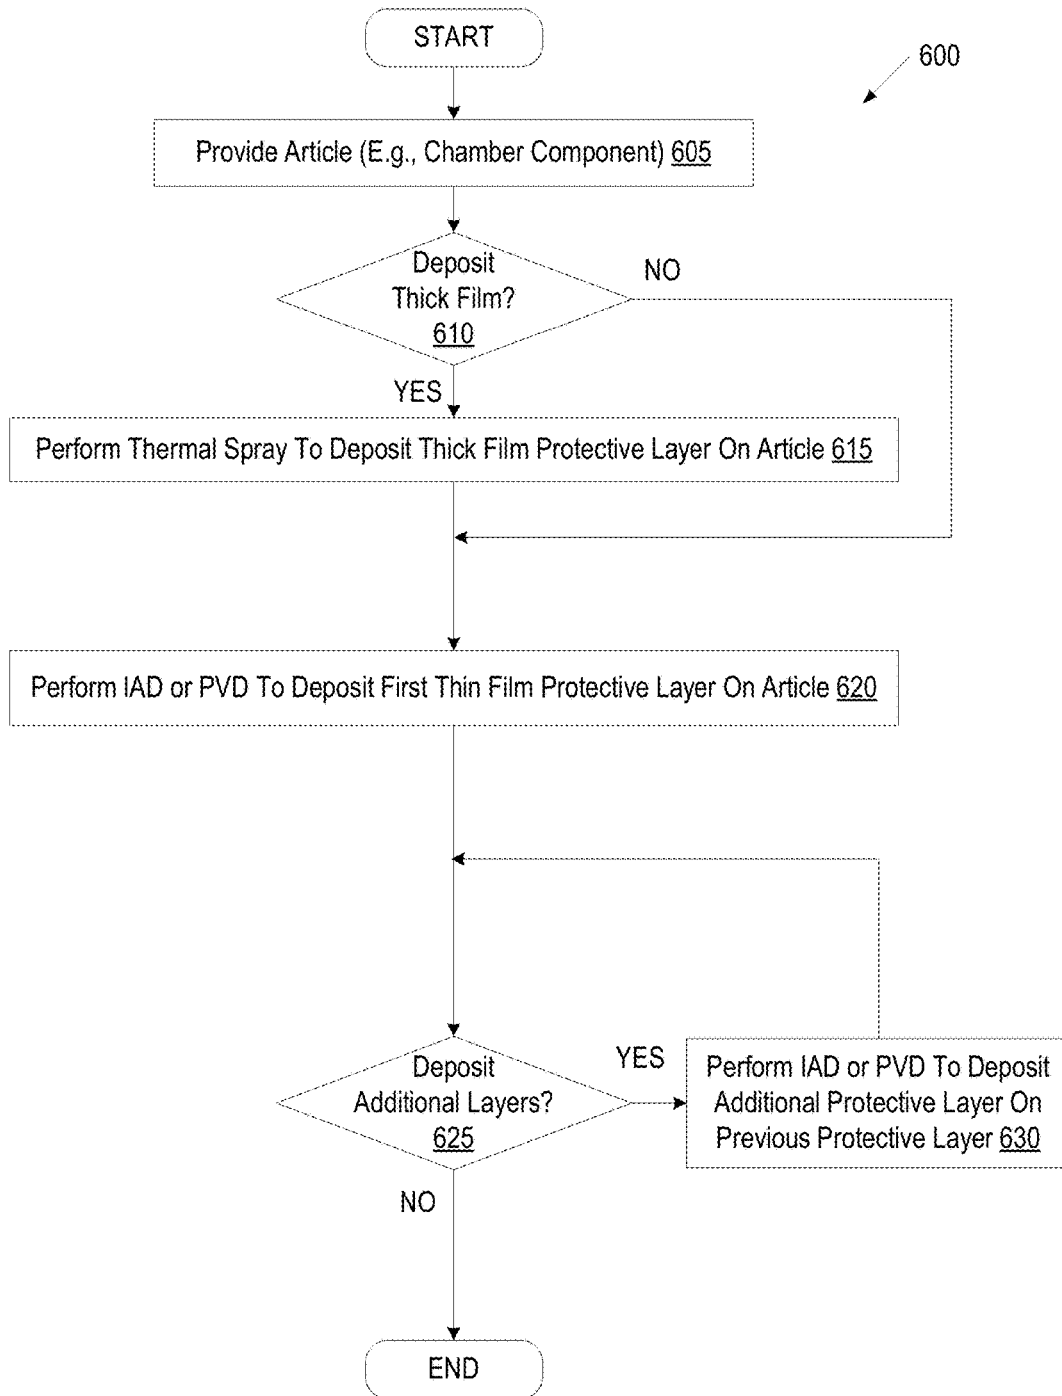 START
600
Provide Article (E.g., Chamber Component) 605
Deposit
Thick Film?
610
NO
YES
Perform Thermal Spray To Deposit Thick Film Protective Layer On Article 615
Perform IAD or PVD To Deposit First Thin Film Protective Layer On Article 620
Deposit
Additional Layers?
625
YES
Perform IAD or PVD To Deposit
Additional Protective Layer On
Previous Protective Layer 630
NO
END